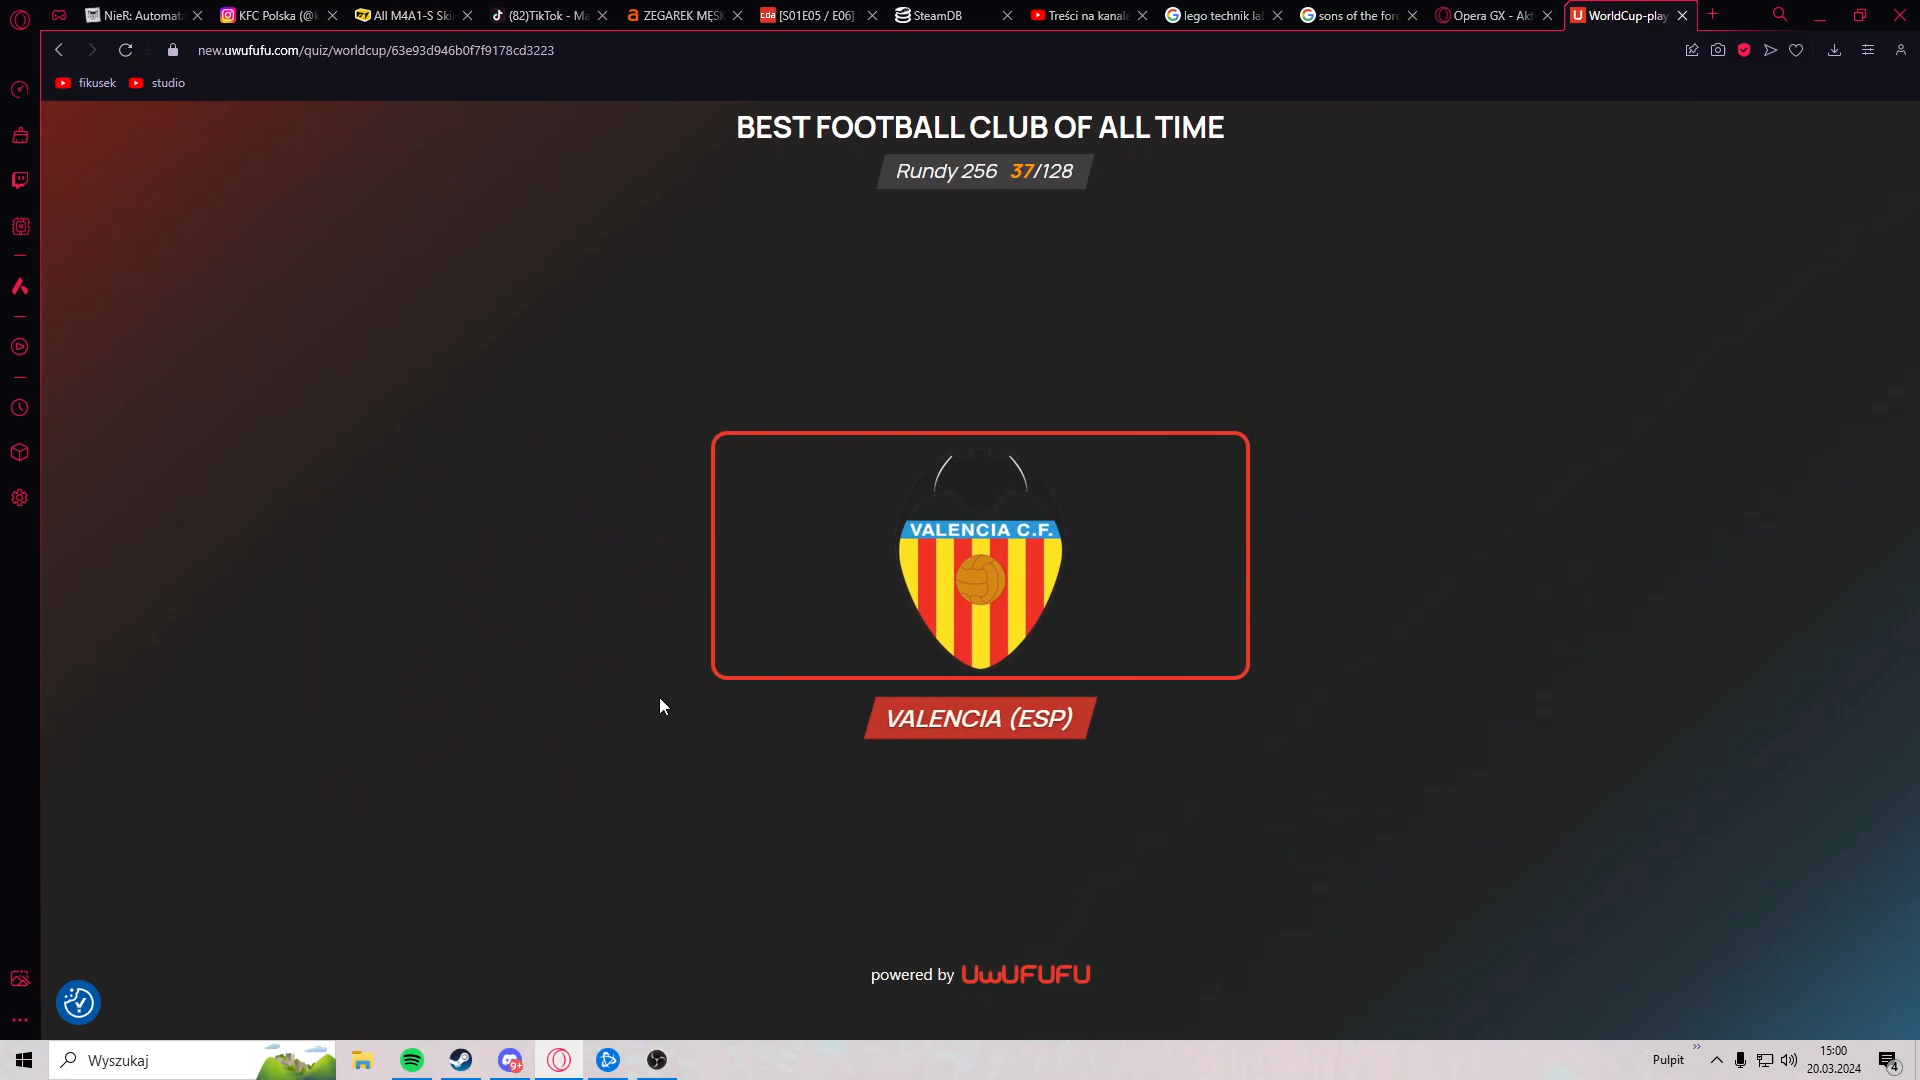 NieR: Automat
KFC Polska (@k
All M4A1-S Ski
(82)TikTok - Ma
ZEGAREK MĘSK
[S01E05 / E06]
SteamDB
Treści na kanale
lego technik la
sons of the for
Opera GX - Akt
WorldCup-play
new.uwufufu.com/quiz/worldcup/63e93d946b0f7f9178cd3223
fikusek
studio
BEST FOOTBALL CLUB OF ALL TIME
Rundy 256 37/128
VALENCIA C.F.
VALENCIA (ESP)
powered by UwUFUFU
Wyszukaj
9+
Pulpit
15:00
20.03.2024
4